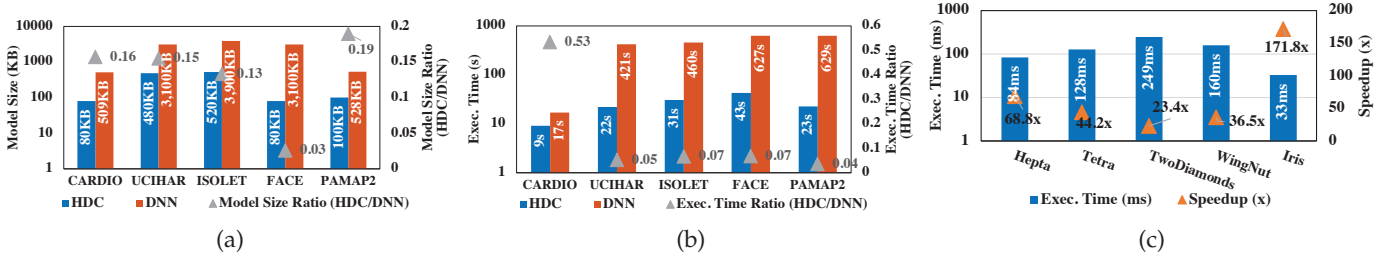 Model Size (KB)
10000
1000
100
10
1
80KB
509KB
480KB
3,100KB
520KB
3,900KB
80KB
3,100KB
100KB
528KB
0.16
0.15
0.13
0.03
0.19
0.2
0.15
0.1
0.05
0
Model Size Ratio
(HDC/DNN)
CARDIO UCIHAR ISOLET FACE PAMAP2
HDC DNN Model Size Ratio (HDC/DNN)
(a)
Exec. Time (s)
1000
100
10
1
9s
17s
22s
421s
31s
460s
43s
627s
23s
629s
0.53
0.05
0.07
0.07
0.04
0.6
0.5
0.4
0.3
0.2
0.1
0
Exec. Time Ratio
(HDC/DNN)
CARDIO UCIHAR ISOLET FACE PAMAP2
HDC DNN Exec. Time Ratio (HDC/DNN)
(b)
Exec. Time (ms)
1000
100
10
1
84ms
128ms
249ms
160ms
33ms
68.8x
44.2x
23.4x
36.5x
171.8x
200
150
100
50
0
Speedup (x)
Hepta Tetra TwoDiamonds WingNut Iris
Exec. Time (ms) Speedup (x)
(c)